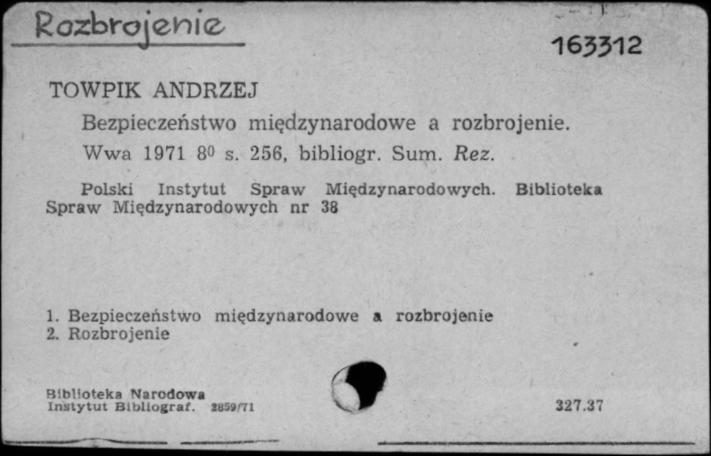 Rozbrojenie
163312
TOWPIK ANDRZEJ
Bezpieczeństwo międzynarodowe a rozbrojenie.
Wwa 1971 8⁰ s. 256, bibliogr. Sum. Rez.
Polski Instytut Spraw Międzynarodowych. Biblioteka
Spraw Międzynarodowych nr 38
1. Bezpieczeństwo międzynarodowe a rozbrojenie
2. Rozbrojenie
Biblioteka Narodowa
Instytut Bibliograf. 2859/71
327.37